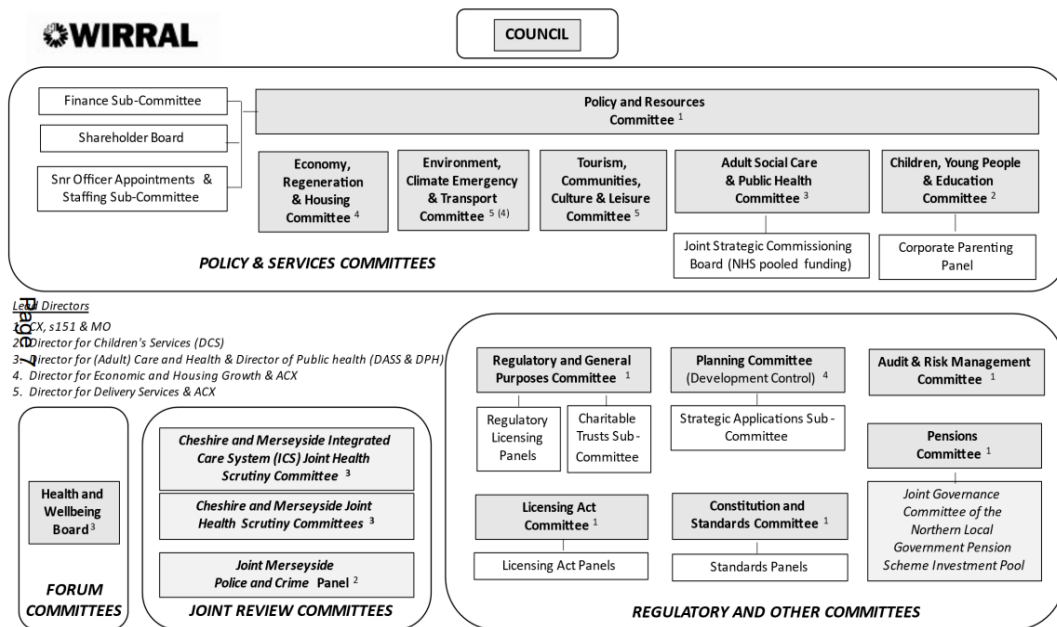 WIRRAL
COUNCIL
Finance Sub-Committee
Shareholder Board
Snr Officer Appointments &
Staffing Sub-Committee
Policy and Resources
Committee 1
Economy,
Regeneration
& Housing
Committee 4
Environment,
Climate Emergency
& Transport
Committee 5 (4)
Tourism,
Communities,
Culture & Leisure
Committee 5
Adult Social Care
& Public Health
Committee 3
Children, Young People
& Education
Committee 2
Joint Strategic Commissioning
Board (NHS pooled funding)
Corporate Parenting
Panel
POLICY & SERVICES COMMITTEES
Lead Directors
1. CX, s151 & MO
2. Director for Children's Services (DCS)
3. Director for (Adult) Care and Health & Director of Public health (DASS & DPH)
4. Director for Economic and Housing Growth & ACX
5. Director for Delivery Services & ACX
Page 7
Health and
Wellbeing
Board 3
FORUM
COMMITTEES
Cheshire and Merseyside Integrated
Care System (ICS) Joint Health
Scrutiny Committee 3
Cheshire and Merseyside Joint
Health Scrutiny Committees 3
Joint Merseyside
Police and Crime Panel 2
JOINT REVIEW COMMITTEES
Regulatory and General
Purposes Committee 1
Regulatory
Licensing
Panels
Charitable
Trusts Sub-
Committee
Planning Committee
(Development Control) 4
Strategic Applications Sub-
Committee
Audit & Risk Management
Committee 1
Pensions
Committee 1
Joint Governance
Committee of the
Northern Local
Government Pension
Scheme Investment Pool
Licensing Act
Committee 1
Licensing Act Panels
Constitution and
Standards Committee 1
Standards Panels
REGULATORY AND OTHER COMMITTEES